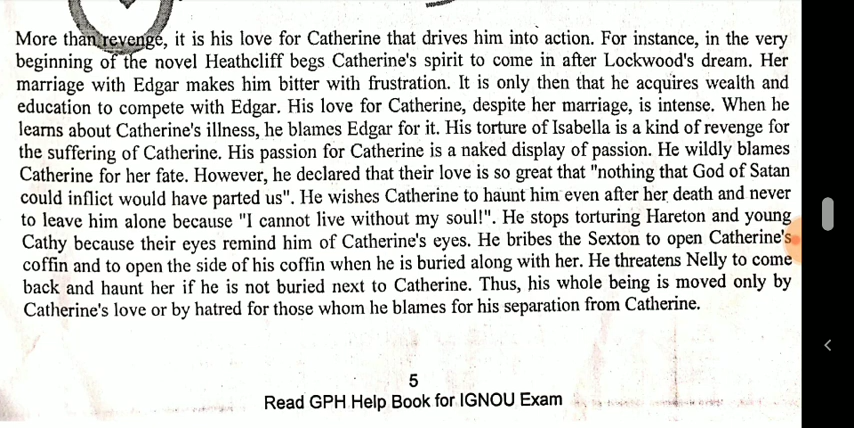 More than revenge, it is his love for Catherine that drives him into action. For instance, in the very
beginning of the novel Heathcliff begs Catherine's spirit to come in after Lockwood's dream. Her
marriage with Edgar makes him bitter with frustration. It is only then that he acquires wealth and
education to compete with Edgar. His love for Catherine, despite her marriage, is intense. When he
learns about Catherine's illness, he blames Edgar for it. His torture of Isabella is a kind of revenge for
the suffering of Catherine. His passion for Catherine is a naked display of passion. He wildly blames
Catherine for her fate. However, he declared that their love is so great that "nothing that God of Satan
could inflict would have parted us". He wishes Catherine to haunt him even after her death and never
to leave him alone because "I cannot live without my soul!". He stops torturing Hareton and young
Cathy because their eyes remind him of Catherine's eyes. He bribes the Sexton to open Catherine's
coffin and to open the side of his coffin when he is buried along with her. He threatens Nelly to come
back and haunt her if he is not buried next to Catherine. Thus, his whole being is moved only by
Catherine's love or by hatred for those whom he blames for his separation from Catherine.
5
Read GPH Help Book for IGNOU Exam